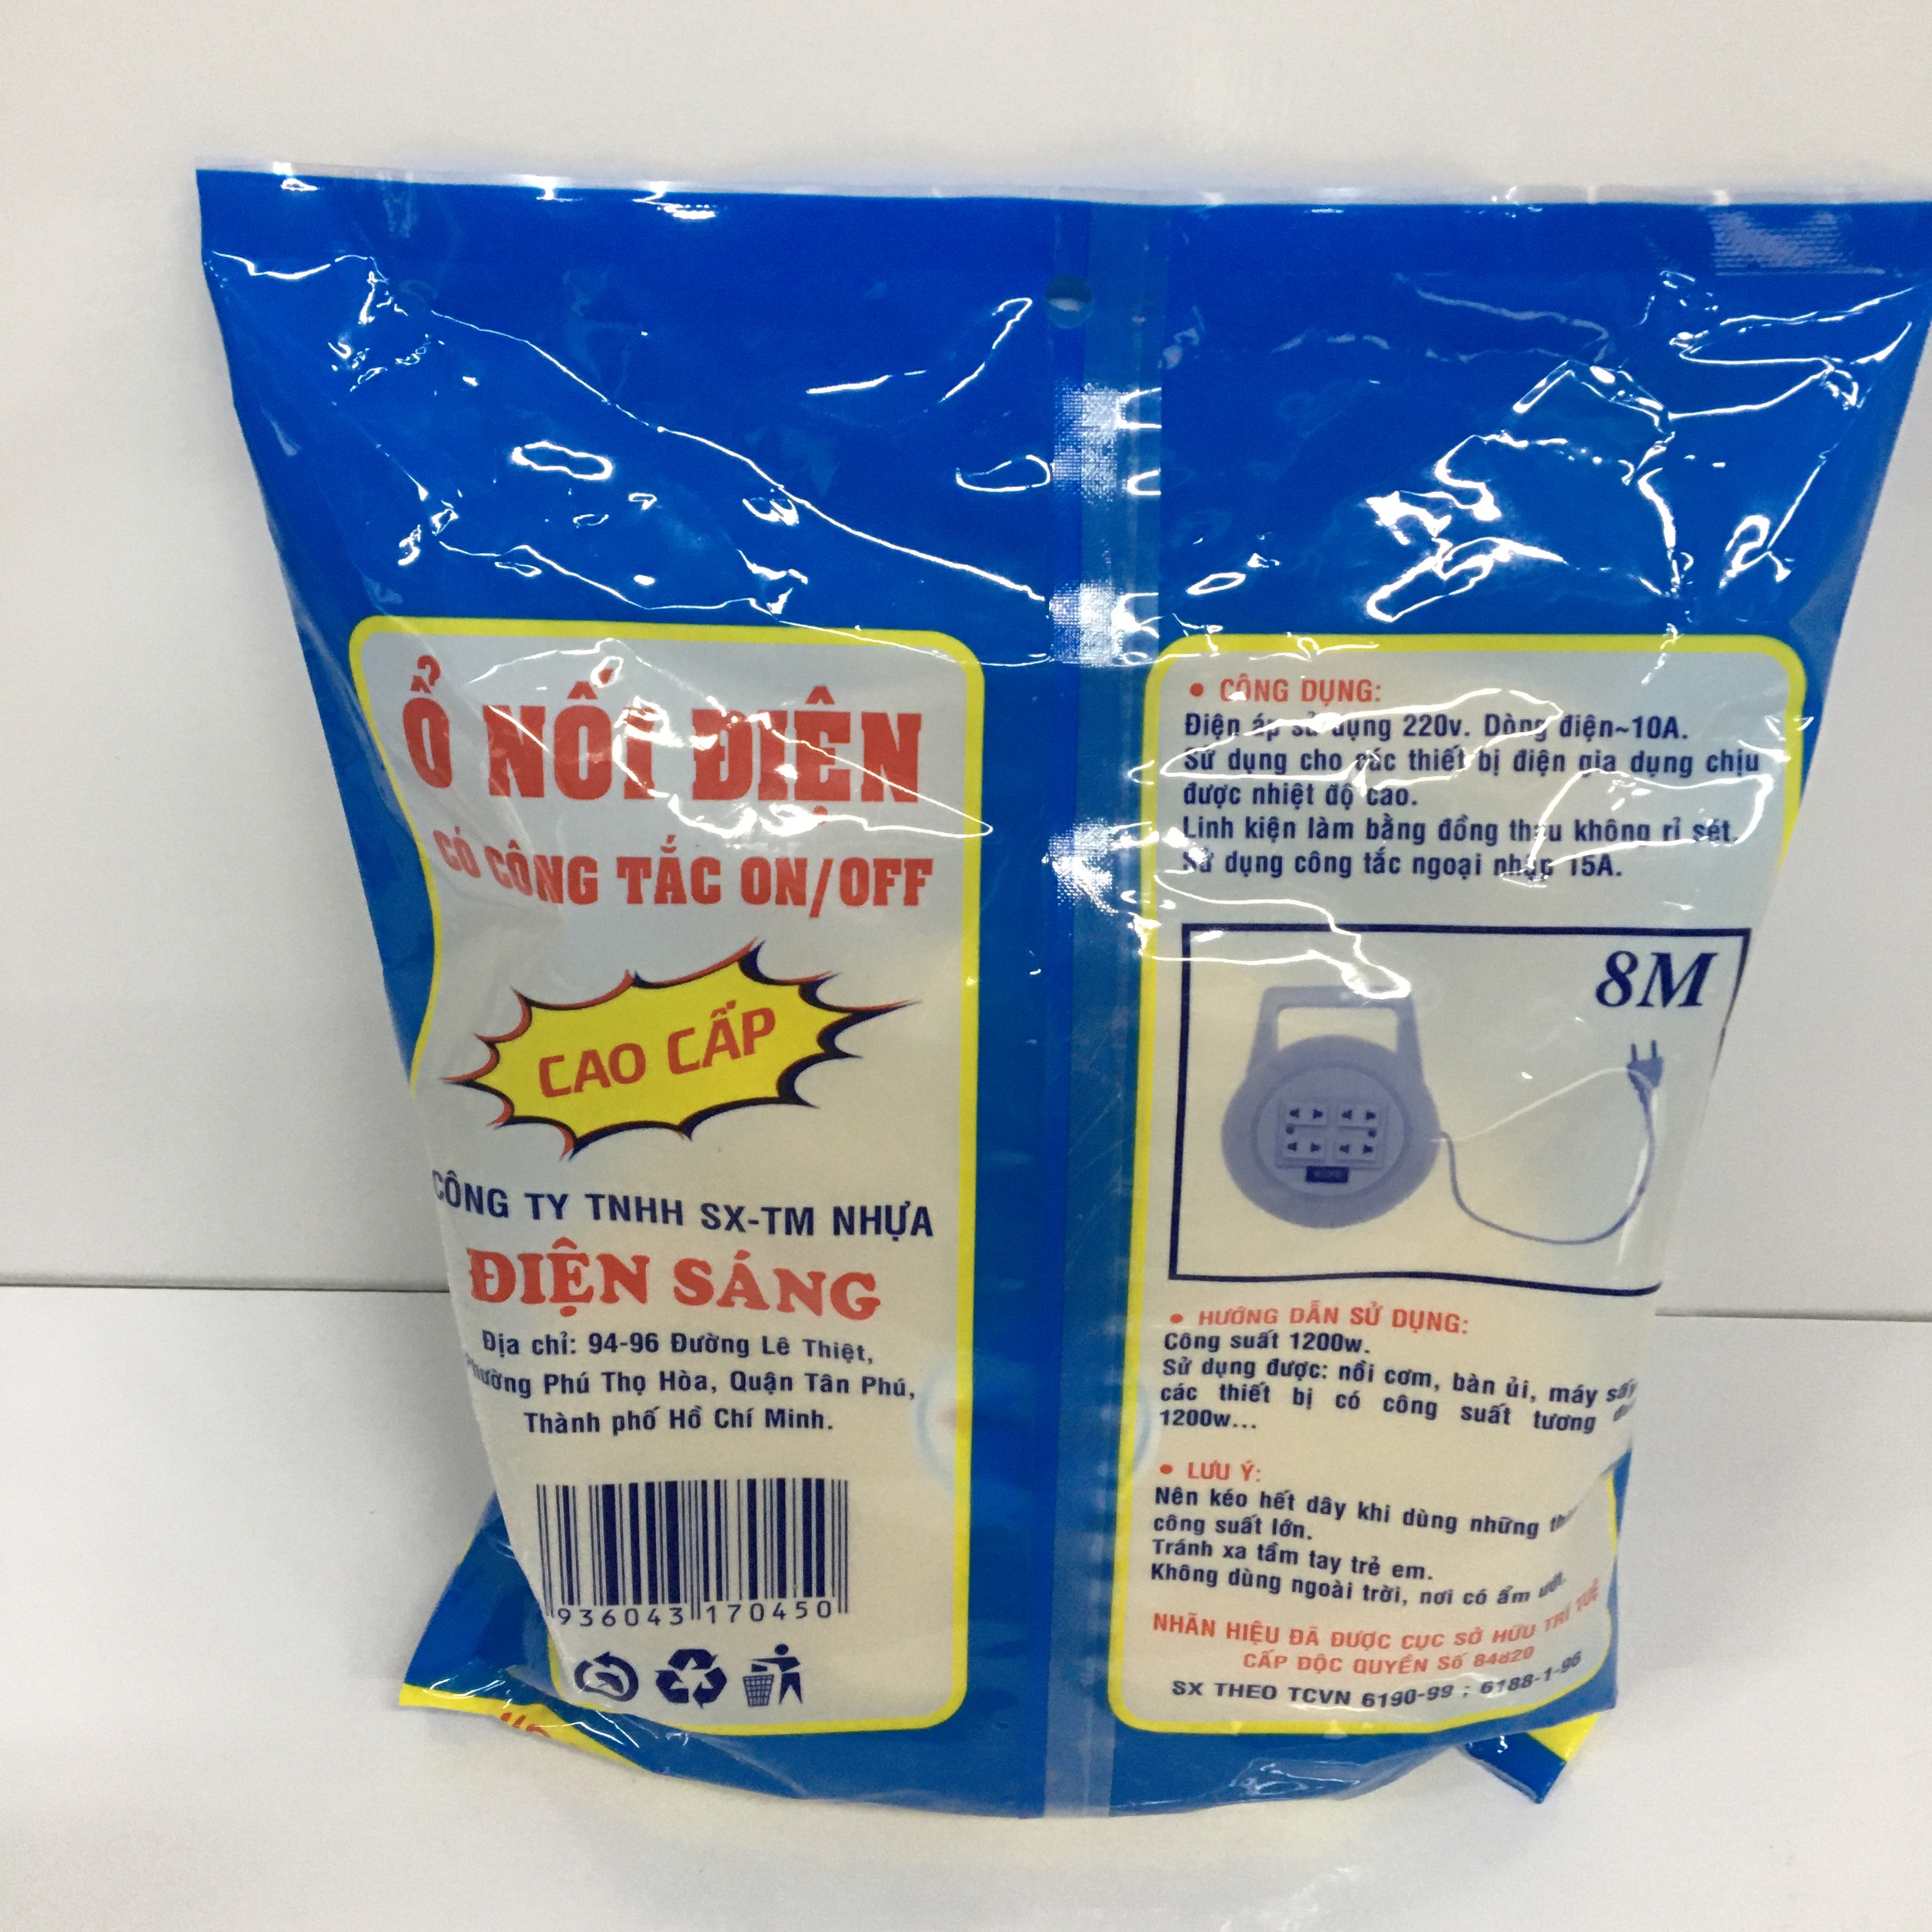 Ổ NỐI ĐIỆN
CÓ CÔNG TẮC ON/OFF
CAO CẤP
CÔNG TY TNHH SX-TM NHỰA
ĐIỆN SÁNG
Địa chỉ: 94-96 Đường Lê Thiệt,
Phường Phú Thọ Hòa, Quận Tân Phú,
Thành phố Hồ Chí Minh.
936043 170450
• CÔNG DỤNG:
Điện áp sử dụng 220v. Dòng điện~10A.
Sử dụng cho các thiết bị điện gia dụng chịu
được nhiệt độ cao.
Linh kiện làm bằng đồng thau không rỉ sét.
Sử dụng công tắc ngoại nhập 15A.
8M
• HƯỚNG DẪN SỬ DỤNG:
Công suất 1200w.
Sử dụng được: nồi cơm, bàn ủi, máy sấy
các thiết bị có công suất tương
1200w...
• LƯU Ý:
Nên kéo hết dây khi dùng những
công suất lớn.
Tránh xa tầm tay trẻ em.
Không dùng ngoài trời, nơi có ẩm ướt.
NHÃN HIỆU ĐÃ ĐƯỢC CỤC SỞ HỮU TRÍ TUỆ
CẤP ĐỘC QUYỀN Số 84820
SX THEO TCVN 6190-99 ; 6188-1-96